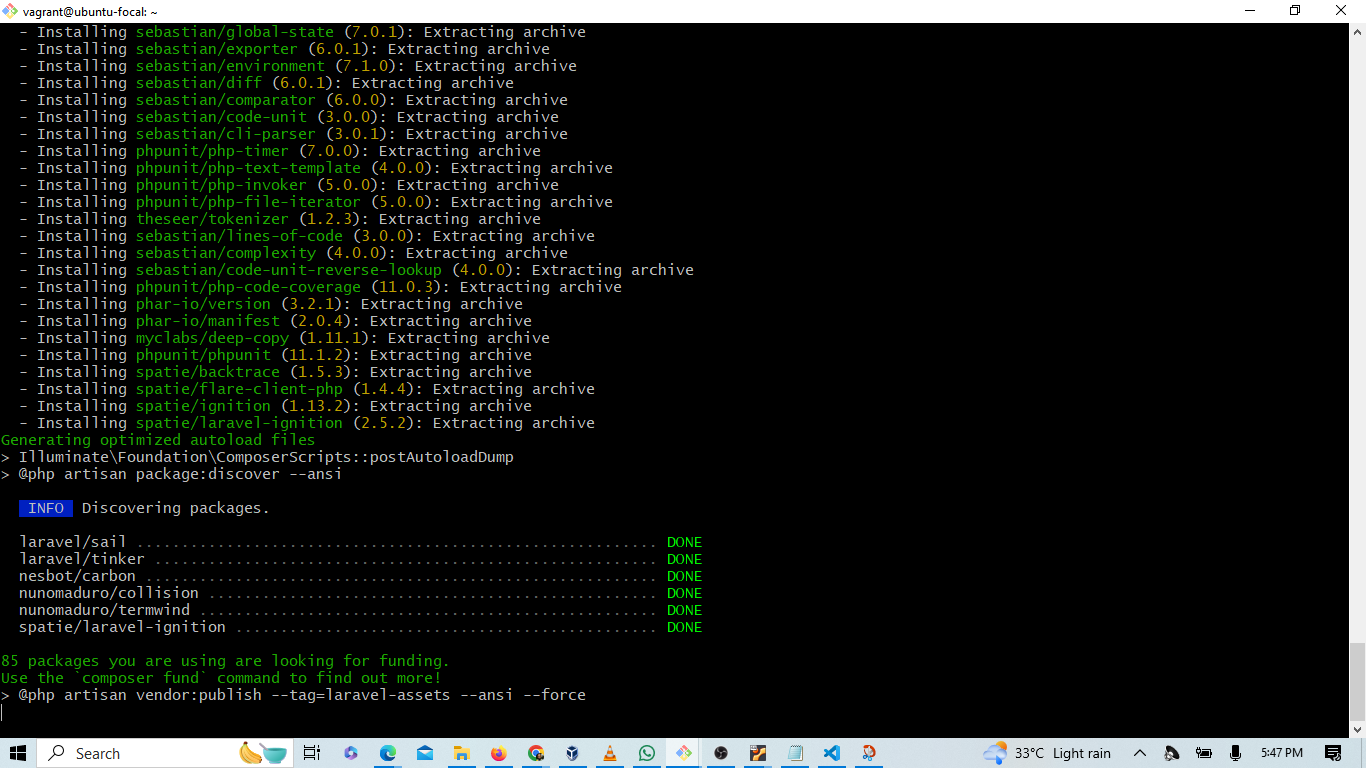 vagrant@ubuntu-focal: ~
- Installing sebastian/global-state (7.0.1): Extracting archive
- Installing sebastian/exporter (6.0.1): Extracting archive
- Installing sebastian/environment (7.1.0): Extracting archive
- Installing sebastian/diff (6.0.1): Extracting archive
- Installing sebastian/comparator (6.0.0): Extracting archive
- Installing sebastian/code-unit (3.0.0): Extracting archive
- Installing sebastian/cli-parser (3.0.1): Extracting archive
- Installing phpunit/php-timer (7.0.0): Extracting archive
- Installing phpunit/php-text-template (4.0.0): Extracting archive
- Installing phpunit/php-invoker (5.0.0): Extracting archive
- Installing phpunit/php-file-iterator (5.0.0): Extracting archive
- Installing theseer/tokenizer (1.2.3): Extracting archive
- Installing sebastian/lines-of-code (3.0.0): Extracting archive
- Installing sebastian/complexity (4.0.0): Extracting archive
- Installing sebastian/code-unit-reverse-lookup (4.0.0): Extracting archive
- Installing phpunit/php-code-coverage (11.0.3): Extracting archive
- Installing phar-io/version (3.2.1): Extracting archive
- Installing phar-io/manifest (2.0.4): Extracting archive
- Installing myclabs/deep-copy (1.11.1): Extracting archive
- Installing phpunit/phpunit (11.1.2): Extracting archive
- Installing spatie/backtrace (1.5.3): Extracting archive
- Installing spatie/flare-client-php (1.4.4): Extracting archive
- Installing spatie/ignition (1.13.2): Extracting archive
- Installing spatie/laravel-ignition (2.5.2): Extracting archive
Generating optimized autoload files
> Illuminate\Foundation\ComposerScripts::postAutoloadDump
> @php artisan package:discover --ansi
INFO Discovering packages.
laravel/sail .......................................................... DONE
laravel/tinker ........................................................ DONE
nesbot/carbon ......................................................... DONE
nunomaduro/collision .................................................. DONE
nunomaduro/termwind ................................................... DONE
spatie/laravel-ignition ............................................... DONE
85 packages you are using are looking for funding.
Use the `composer fund` command to find out more!
> @php artisan vendor:publish --tag=laravel-assets --ansi --force
Search
33°C Light rain
5:47 PM